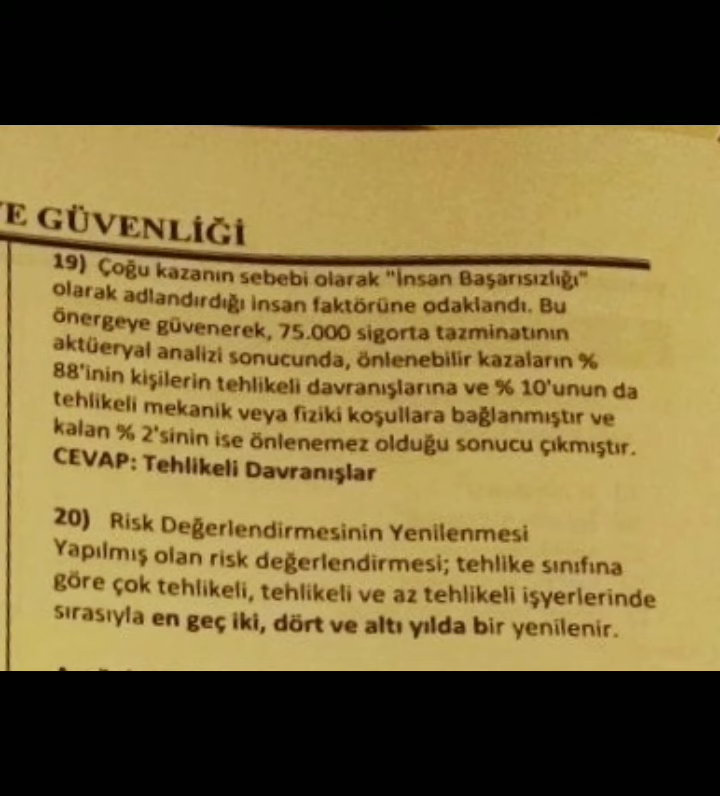 E GÜVENLİĞİ
19) Çoğu kazanın sebebi olarak "İnsan Başarısızlığı"
olarak adlandırdığı insan faktörüne odaklandı. Bu
önergeye güvenerek, 75.000 sigorta tazminatının
aktüeryal analizi sonucunda, önlenebilir kazaların %
88'inin kişilerin tehlikeli davranışlarına ve % 10'unun da
tehlikeli mekanik veya fiziki koşullara bağlanmıştır ve
kalan % 2'sinin ise önlenemez olduğu sonucu çıkmıştır.
CEVAP: Tehlikeli Davranışlar
20) Risk Değerlendirmesinin Yenilenmesi
Yapılmış olan risk değerlendirmesi; tehlike sınıfına
göre çok tehlikeli, tehlikeli ve az tehlikeli işyerlerinde
sırasıyla en geç iki, dört ve altı yılda bir yenilenir.